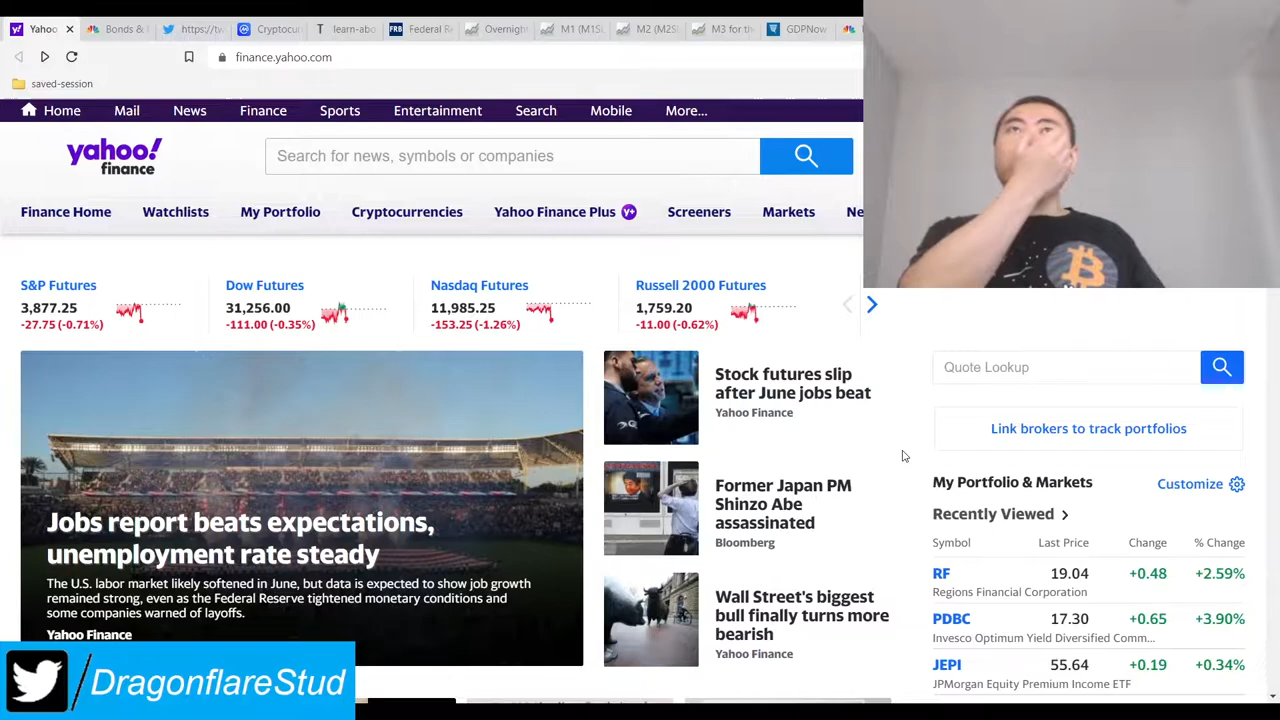 Yahoo
Bonds & f
https://tw
Cryptocur
learn-abo
FRB
Federal Re
Overnight
M1 (M1SL
M2 (M2SL
M3 for the
GDPNow
finance.yahoo.com
saved-session
Home
Mail
News
Finance
Sports
Entertainment
Search
Mobile
More...
yahoo!
finance
Search for news, symbols or companies
Finance Home
Watchlists
My Portfolio
Cryptocurrencies
Yahoo Finance Plus
Screeners
Markets
Ne
S&P Futures
3,877.25
-27.75 (-0.71%)
Dow Futures
31,256.00
-111.00 (-0.35%)
Nasdaq Futures
11,985.25
-153.25 (-1.26%)
Russell 2000 Futures
1,759.20
-11.00 (-0.62%)
Jobs report beats expectations,
unemployment rate steady
The U.S. labor market likely softened in June, but data is expected to show job growth
remained strong, even as the Federal Reserve tightened monetary conditions and
some companies warned of layoffs.
Yahoo Finance
Stock futures slip
after June jobs beat
Yahoo Finance
Former Japan PM
Shinzo Abe
assassinated
Bloomberg
Wall Street's biggest
bull finally turns more
bearish
Yahoo Finance
Quote Lookup
Link brokers to track portfolios
My Portfolio & Markets
Customize
Recently Viewed
Symbol Last Price Change % Change
RF 19.04 +0.48 +2.59%
Regions Financial Corporation
PDBC 17.30 +0.65 +3.90%
Invesco Optimum Yield Diversified Comm...
JEPI 55.64 +0.19 +0.34%
JPMorgan Equity Premium Income ETF
/DragonflareStud